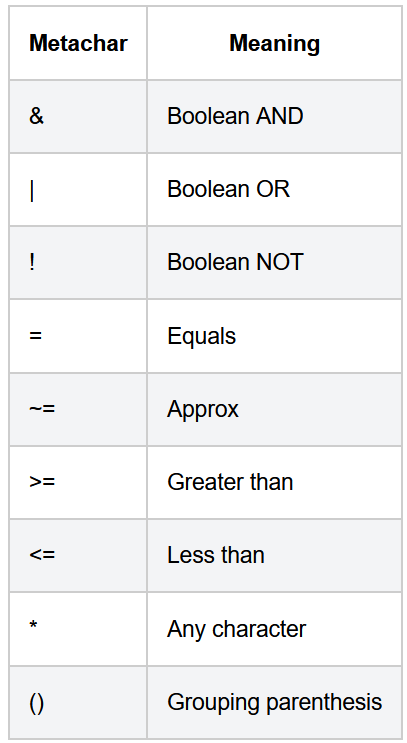 Metachar Meaning
& Boolean AND
| Boolean OR
! Boolean NOT
= Equals
~= Approx
>= Greater than
<= Less than
* Any character
() Grouping parenthesis